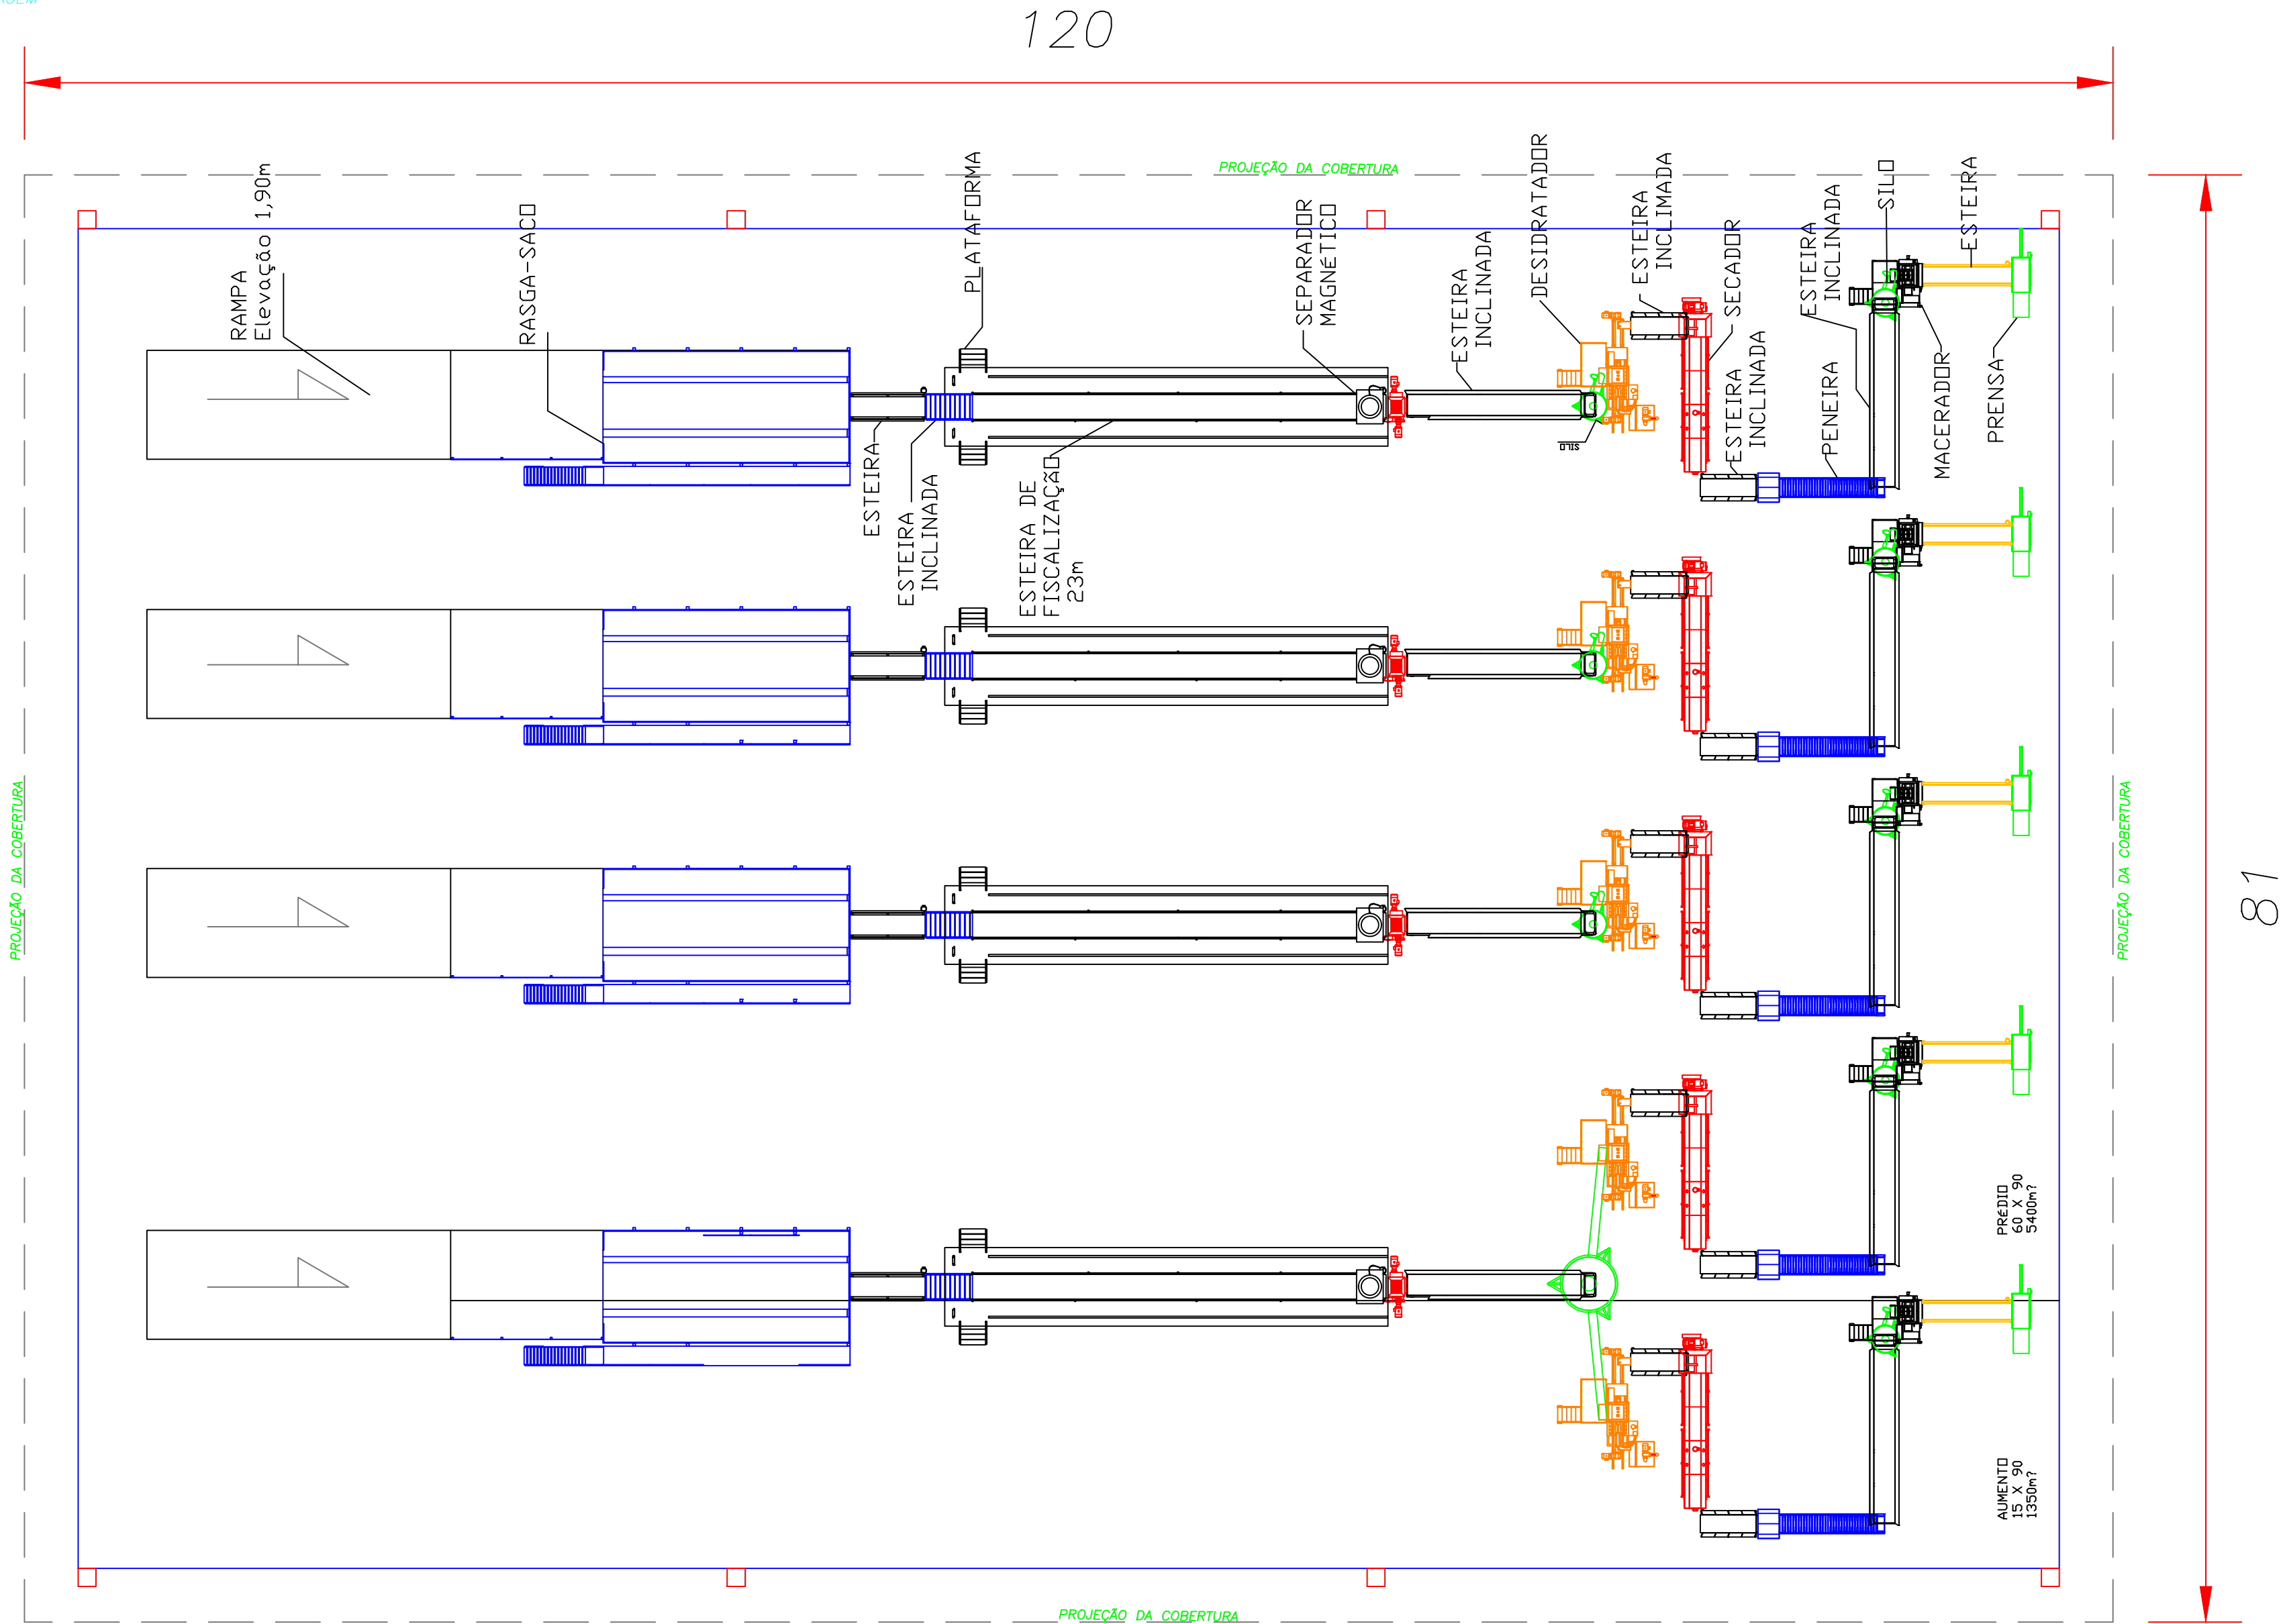 120
PROJEÇÃO DA COBERTURA
RAMPA
Elevação 1,90m
RASGA-SACO
PLATAFORMA
SEPARADOR
MAGNÉTICO
ESTEIRA
INCLINADA
DESIDRATADOR
ESTEIRA
INCLIMADA
SECADOR
ESTEIRA
INCLINADA
PENEIRA
ESTEIRA
INCLINADA
SILO
ESTEIRA
MACERADOR
PRENSA
SILO
ESTEIRA
ESTEIRA
INCLINADA
ESTEIRA DE
FISCALIZAÇÃO
23m
PROJEÇÃO DA COBERTURA
PROJEÇÃO DA COBERTURA
81
PRÉDIO
60 X 90
5400m?
AUMENTO
15 X 90
1350m?
PROJEÇÃO DA COBERTURA